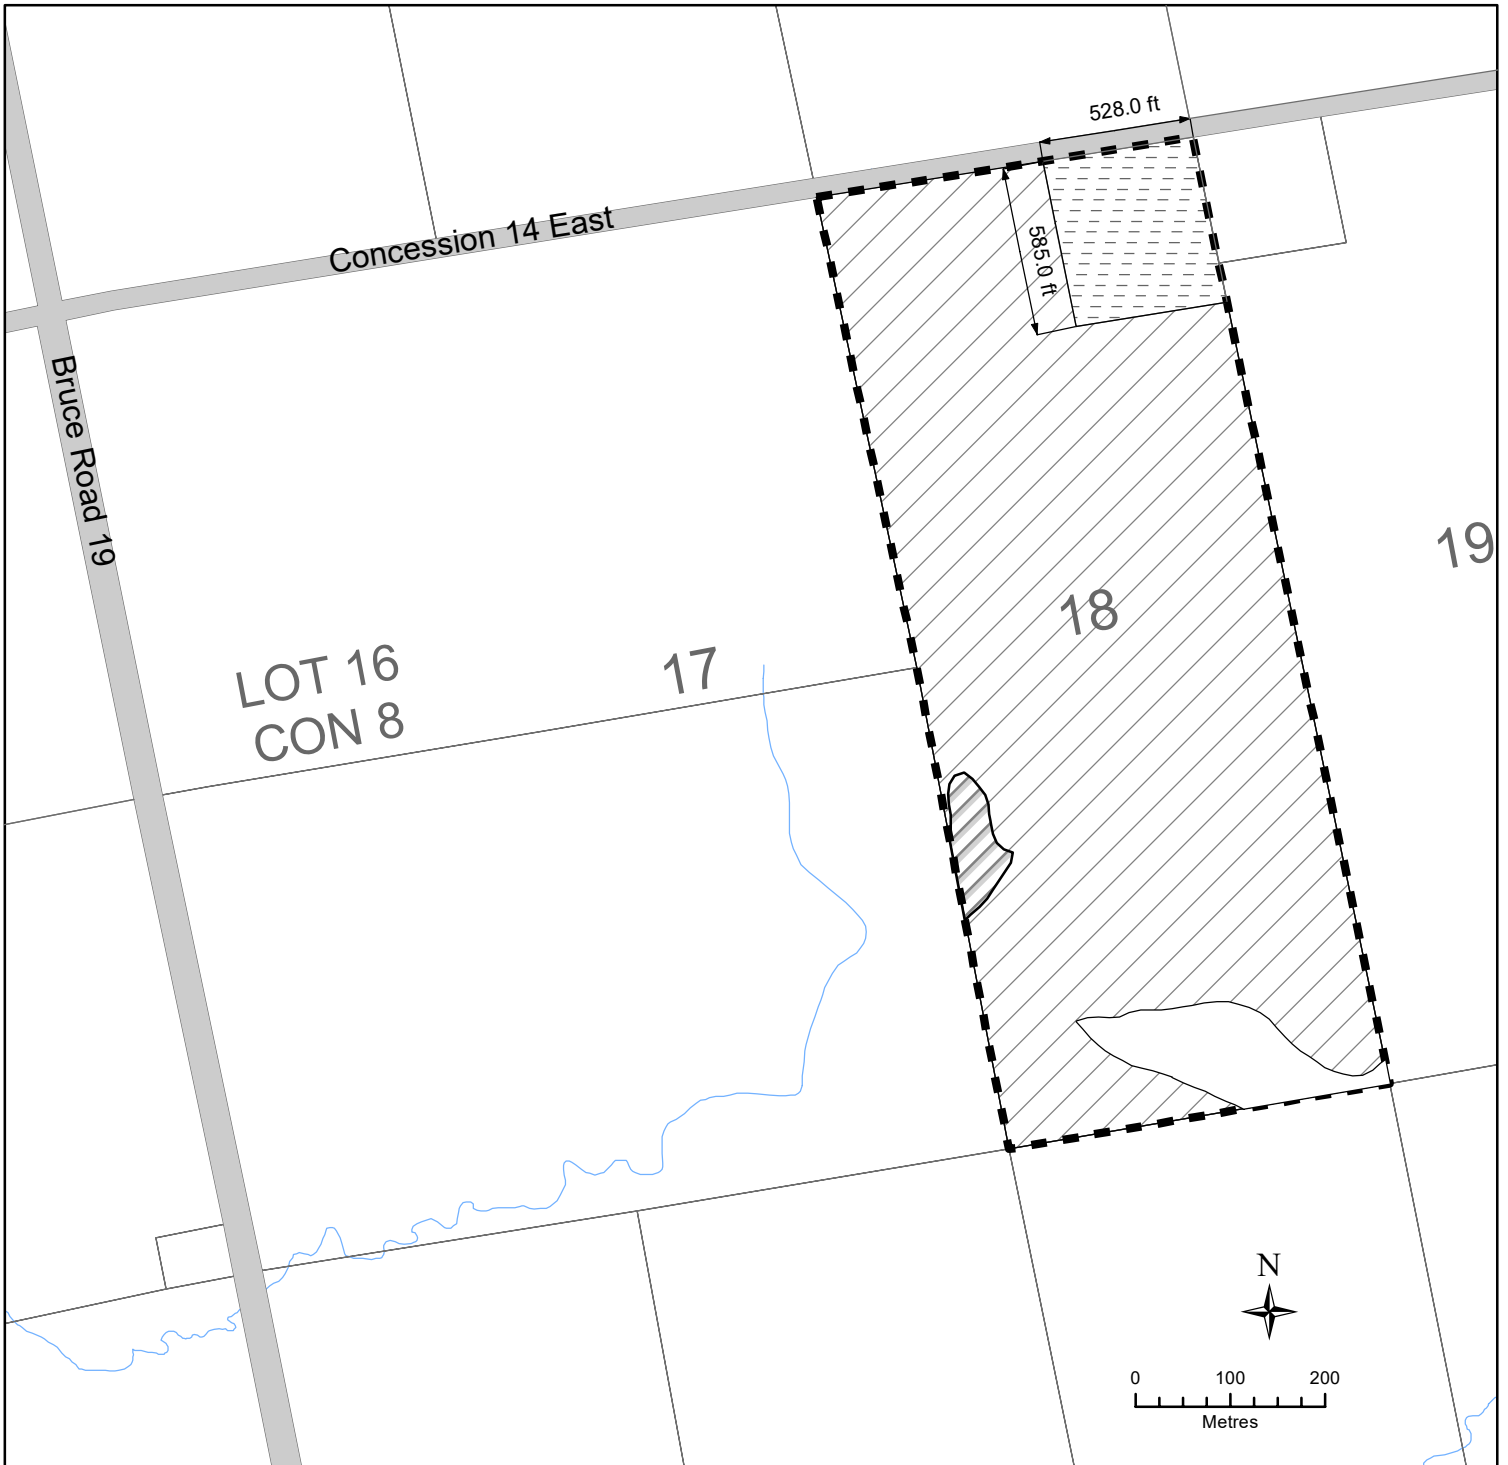 528.0 ft
585.0 ft
Concession 14 East
Bruce Road 19
19
18
17
LOT 16
CON 8
N
0 100 200
Metres